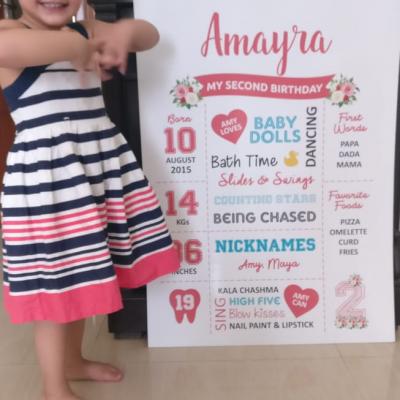 Amayra
MY SECOND BIRTHDAY
Born
10
AUGUST
2015
14
KGs
06
INCHES
19
AMY
LOVES
BABY
DOLLS
DANCING
Bath Time
Slides & Swings
COUNTING STARS
BEING CHASED
NICKNAMES
Amy, Maya
SING
KALA CHASHMA
HIGH FIVE
Blow kisses
NAIL PAINT & LIPSTICK
AMY
CAN
First
Words
PAPA
DADA
MAMA
Favorite
Foods
PIZZA
OMELETTE
CURD
FRIES
2